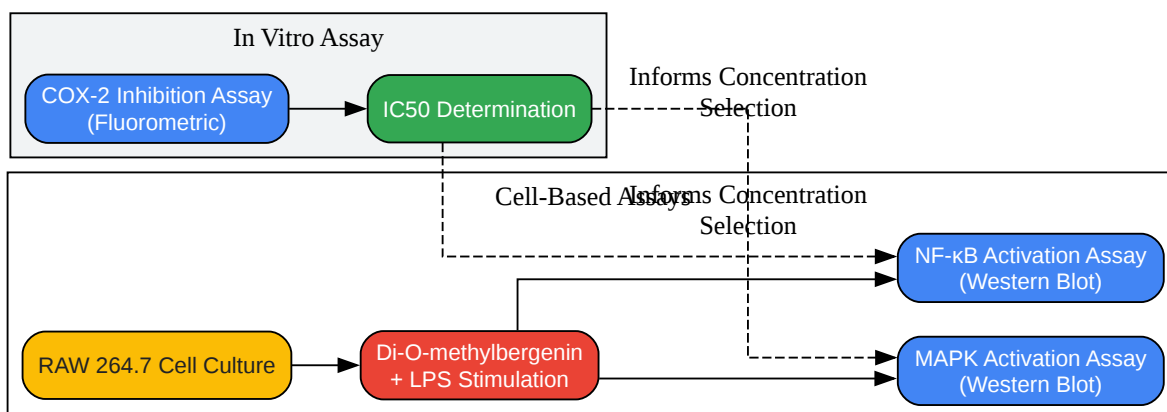 In Vitro Assay
COX-2 Inhibition Assay
(Fluorometric)
IC50 Determination
Informs Concentration
Selection
Cell-Based Assays
Informs Concentration
Selection
NF-κB Activation Assay
(Western Blot)
RAW 264.7 Cell Culture
Di-O-methylbergenin
+ LPS Stimulation
MAPK Activation Assay
(Western Blot)